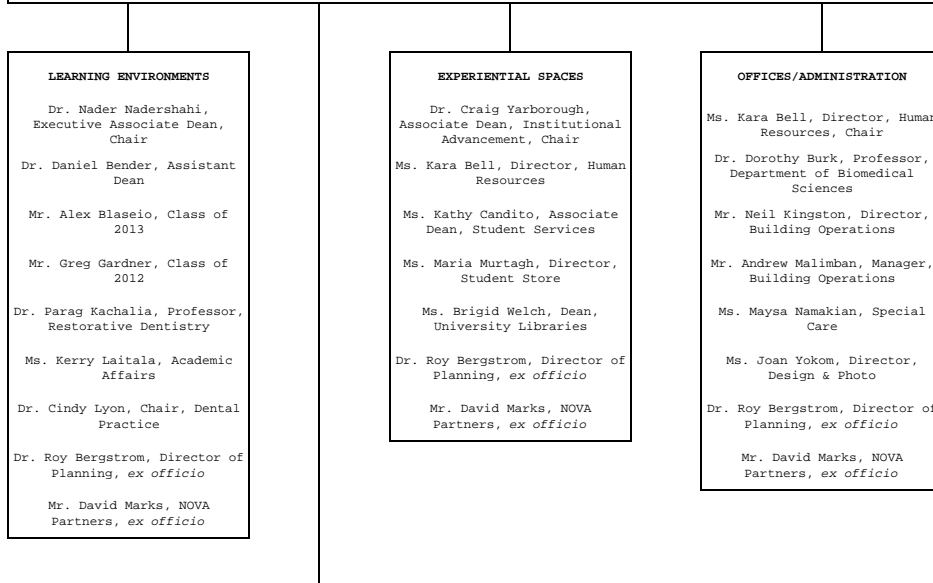 LEARNING ENVIRONMENTS
Dr. Nader Nadershahi,
Executive Associate Dean,
Chair
Dr. Daniel Bender, Assistant
Dean
Mr. Alex Blaseio, Class of
2013
Mr. Greg Gardner, Class of
2012
Dr. Parag Kachalia, Professor,
Restorative Dentistry
Ms. Kerry Laitala, Academic
Affairs
Dr. Cindy Lyon, Chair, Dental
Practice
Dr. Roy Bergstrom, Director of
Planning, ex officio
Mr. David Marks, NOVA
Partners, ex officio
EXPERIENTIAL SPACES
Dr. Craig Yarborough,
Associate Dean, Institutional
Advancement, Chair
Ms. Kara Bell, Director, Human
Resources
Ms. Kathy Candito, Associate
Dean, Student Services
Ms. Maria Murtagh, Director,
Student Store
Ms. Brigid Welch, Dean,
University Libraries
Dr. Roy Bergstrom, Director of
Planning, ex officio
Mr. David Marks, NOVA
Partners, ex officio
OFFICES/ADMINISTRATION
Ms. Kara Bell, Director, Human
Resources, Chair
Dr. Dorothy Burk, Professor,
Department of Biomedical
Sciences
Mr. Neil Kingston, Director,
Building Operations
Mr. Andrew Malimban, Manager,
Building Operations
Ms. Maysa Namakian, Special
Care
Ms. Joan Yokom, Director,
Design & Photo
Dr. Roy Bergstrom, Director of
Planning, ex officio
Mr. David Marks, NOVA
Partners, ex officio